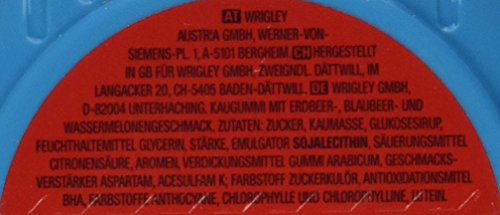 AT WRIGLEY
AUSTRIA GMBH, WERNER-VON-
SIEMENS-PL 1, A-5101 BERGHEIM. CH HERGESTELLT
IN GB FÜR WRIGLEY GMBH, ZWEIGNDL. DÄTTWILL, IM
LANGACKER 20, CH-5405 BADEN-DÄTTWILL. DE WRIGLEY GMBH,
D-82004 UNTERHACHING. KAUGUMMI MIT ERDBEER-, BLAUBEER- UND
WASSERMELONENGESCHMACK. ZUTATEN: ZUCKER, KAUMASSE, GLUKOSESIRUP,
FEUCHTHALTEMITTEL GLYCERIN, STÄRKE, EMULGATOR SOJALECITHIN, SÄUERUNGSMITTEL
CITRONENSÄURE, AROMEN, VERDICKUNGSMITTEL GUMMI ARABICUM, GESCHMACKS-
VERSTÄRKER ASPARTAM, ACESULFAM K; FARBSTOFF ZUCKERKULÖR, ANTIOXIDATIONSMITTEL
BHA, FARBSTOFFE ANTHOCYANE, CHLOROPHYLLE UND CHLOROPHYLLINE, LUTEIN.